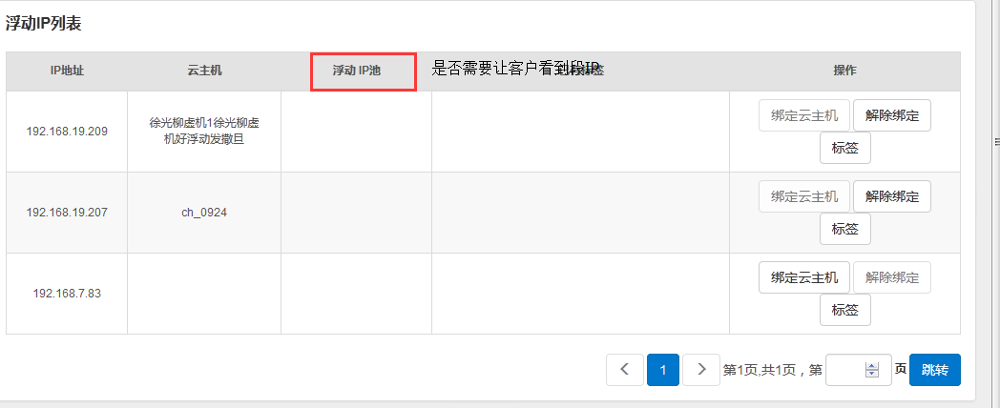 浮动IP列表
IP地址
云主机
浮动 IP池
是否需要让客户看到段ID
标签
操作
192.168.19.209
徐光柳虚机1徐光柳虚
机好浮动发撒旦
绑定云主机
解除绑定
标签
192.168.19.207
ch_0924
绑定云主机
解除绑定
标签
192.168.7.83
绑定云主机
解除绑定
标签
1
第1页,共1页，第
页
跳转